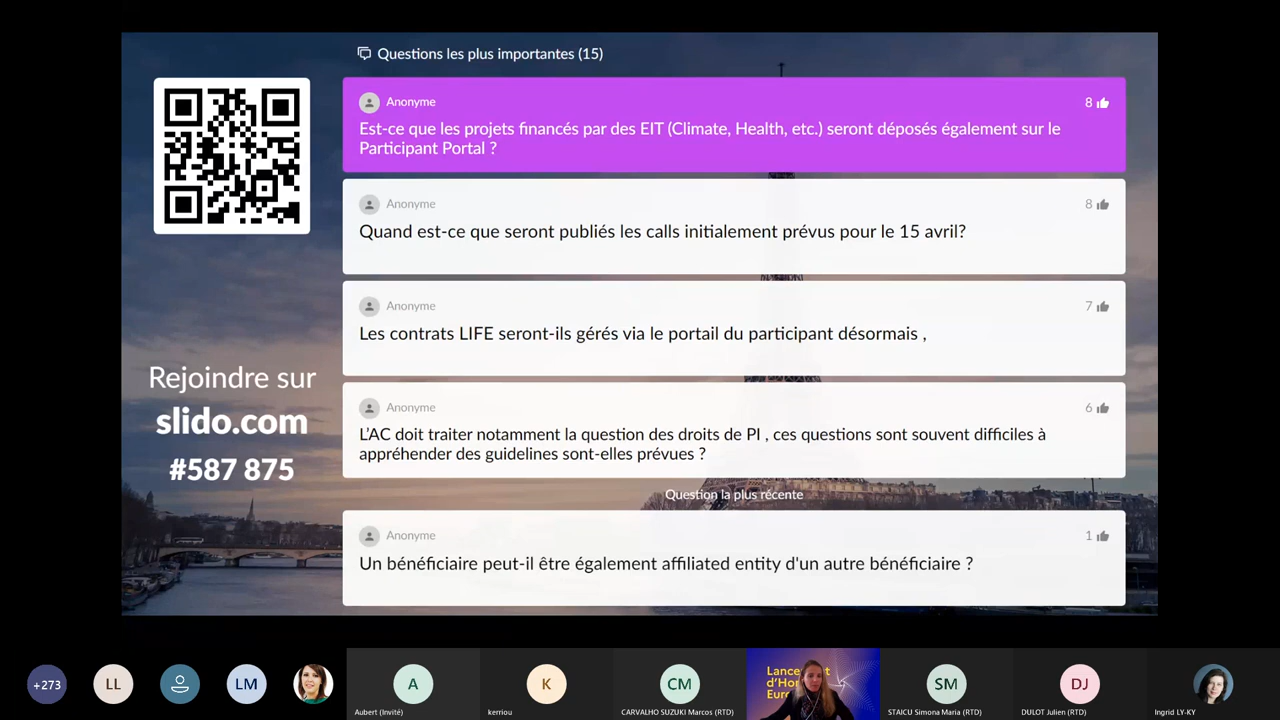 Questions les plus importantes (15)
Anonyme
8
Est-ce que les projets financés par des EIT (Climate, Health, etc.) seront déposés également sur le
Participant Portal ?
Anonyme
8
Quand est-ce que seront publiés les calls initialement prévus pour le 15 avril?
Anonyme
7
Les contrats LIFE seront-ils gérés via le portail du participant désormais ,
Anonyme
6
L'AC doit traiter notamment la question des droits de PI , ces questions sont souvent difficiles à
appréhender des guidelines sont-elles prévues ?
Question la plus récente
Anonyme
1
Un bénéficiaire peut-il être également affiliated entity d'un autre bénéficiaire ?
Rejoindre sur
slido.com
#587 875
+273
LL
LM
A
Aubert (Invité)
K
kerriou
CM
CARVALHO SUZUKI Marcos (RTD)
d'Hor
SM
STAICU Simona Maria (RTD)
DJ
DULOT Julien (RTD)
Ingrid LY-KY